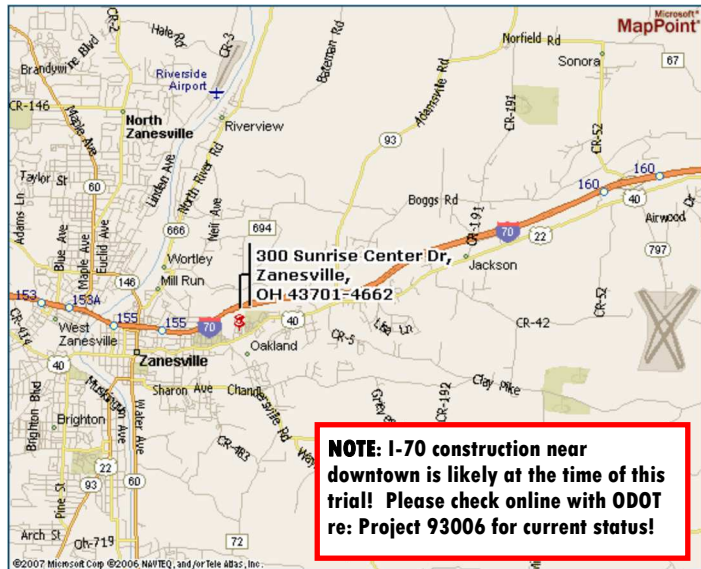 Microsoft®
MapPoint®
CR-2
Hale Rd
CR-3
Bateman Rd
Norfield Rd
Sonora
67
Brandywine Blvd
Riverside
Airport
Adamsville Rd
CR-146
Maple Ave
North
Zanesville
Riverview
93
CR-191
CR-52
Taylor St
60
Linden Ave
North River Rd
160
160
Adams Ln
Boggs Rd
40
Blue Ave
Maple Ave
Euclid Ave
666
Neir Ave
694
CR-191
70
22
Airwood Dr
Wortley
300 Sunrise Center Dr,
Zanesville,
OH 43701-4662
Jackson
797
146
Mill Run
153
153A
155
155
70
40
CR-52
CR-414
West
Zanesville
Lisa Ln
CR-42
Zanesville
Oakland
CR-5
40
Muskingum Ave
Sharon Ave
Chandersville Rd
CR-192
Clay Pike
Brighton Blvd
Brighton
Water Ave
CR-483
22
93
60
Pine St
Arch St
Oh-719
72
NOTE: I-70 construction near
downtown is likely at the time of this
trial! Please check online with ODOT
re: Project 93006 for current status!
©2007 Microsoft Corp ©2006 NAVTEQ, and/or Tele Atlas, Inc.